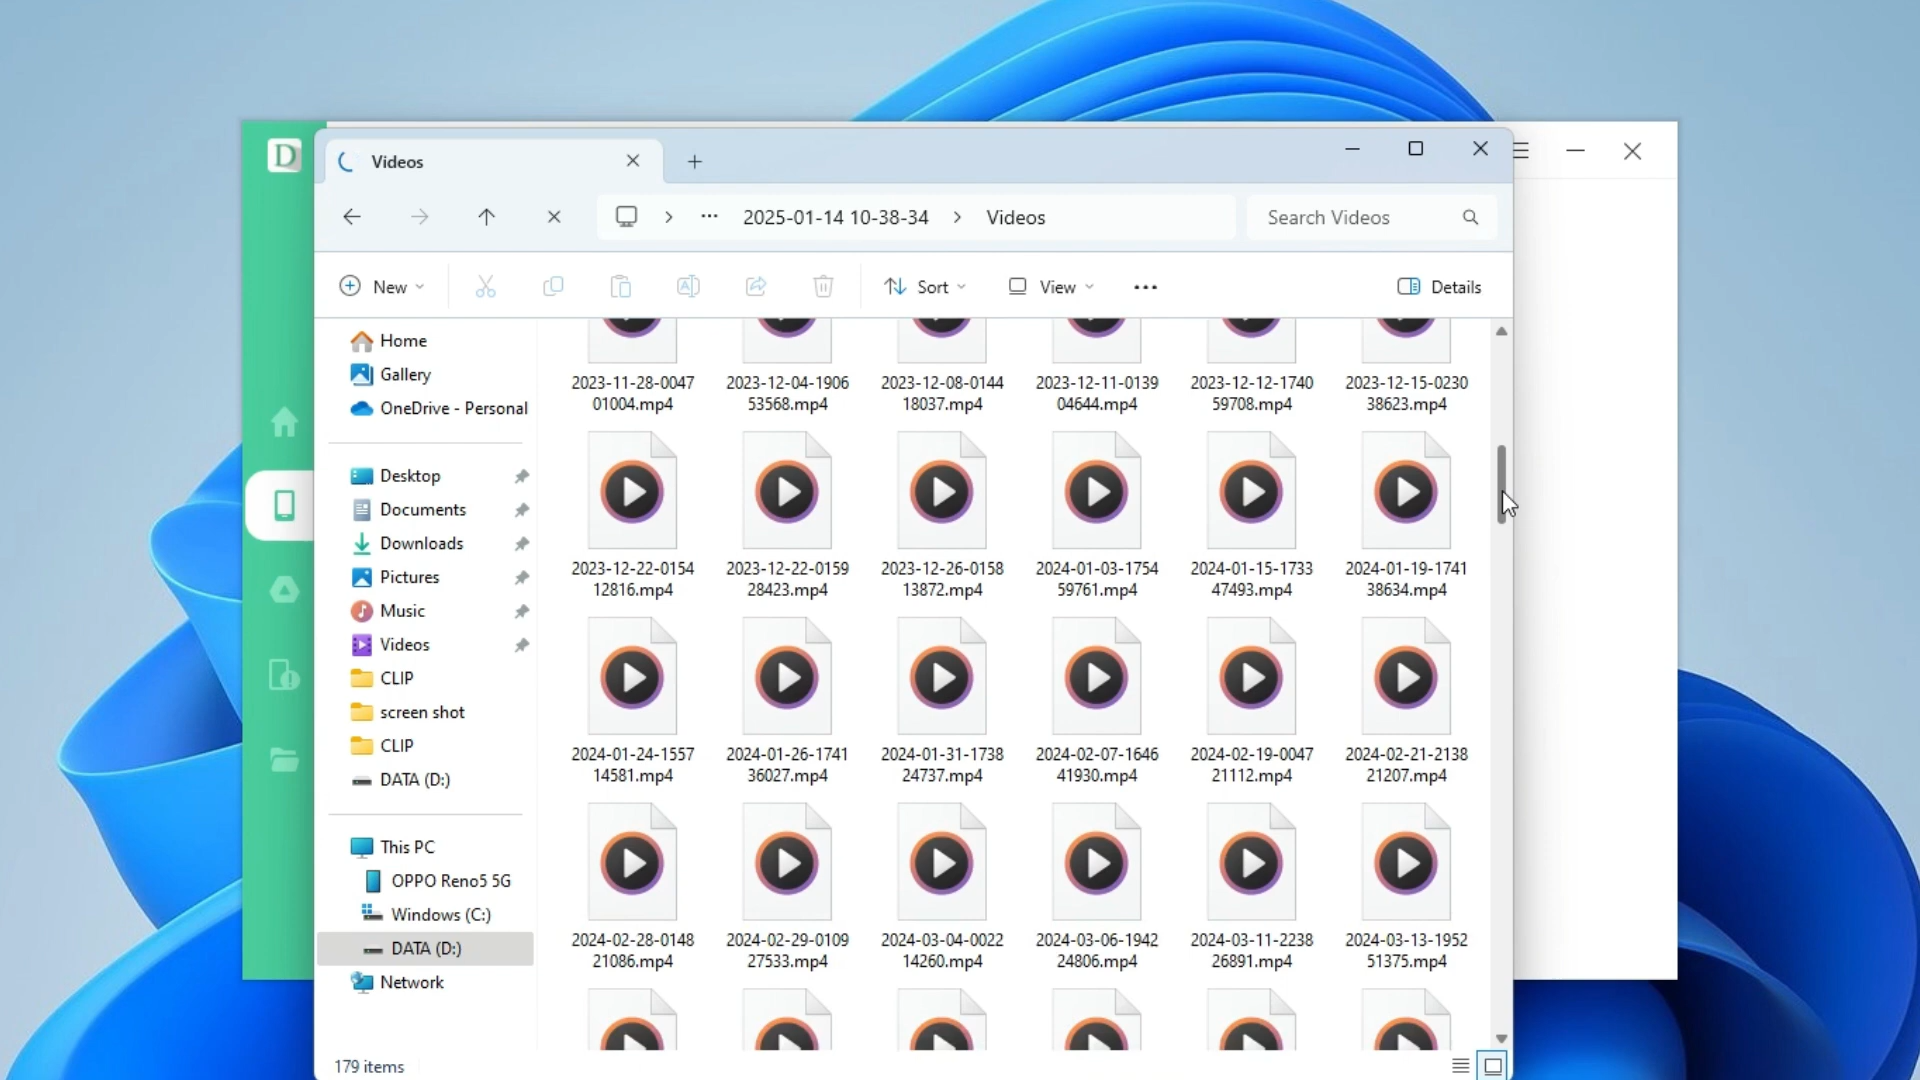 D
Videos
2025-01-14 10-38-34
Videos
Search Videos
New
Sort
View
Details
Home
Gallery
OneDrive - Personal
Desktop
Documents
Downloads
Pictures
Music
Videos
CLIP
screen shot
CLIP
DATA (D:)
This PC
OPPO Reno5 5G
Windows (C:)
DATA (D:)
Network
2023-11-28-0047
01004.mp4
2023-12-04-1906
53568.mp4
2023-12-08-0144
18037.mp4
2023-12-11-0139
04644.mp4
2023-12-12-1740
59708.mp4
2023-12-15-0230
38623.mp4
2023-12-22-0154
12816.mp4
2023-12-22-0159
28423.mp4
2023-12-26-0158
13872.mp4
2024-01-03-1754
59761.mp4
2024-01-15-1733
47493.mp4
2024-01-19-1741
38634.mp4
2024-01-24-1557
14581.mp4
2024-01-26-1741
36027.mp4
2024-01-31-1738
24737.mp4
2024-02-07-1646
41930.mp4
2024-02-19-0047
21112.mp4
2024-02-21-2138
21207.mp4
2024-02-28-0148
21086.mp4
2024-02-29-0109
27533.mp4
2024-03-04-0022
14260.mp4
2024-03-06-1942
24806.mp4
2024-03-11-2238
26891.mp4
2024-03-13-1952
51375.mp4
179 items